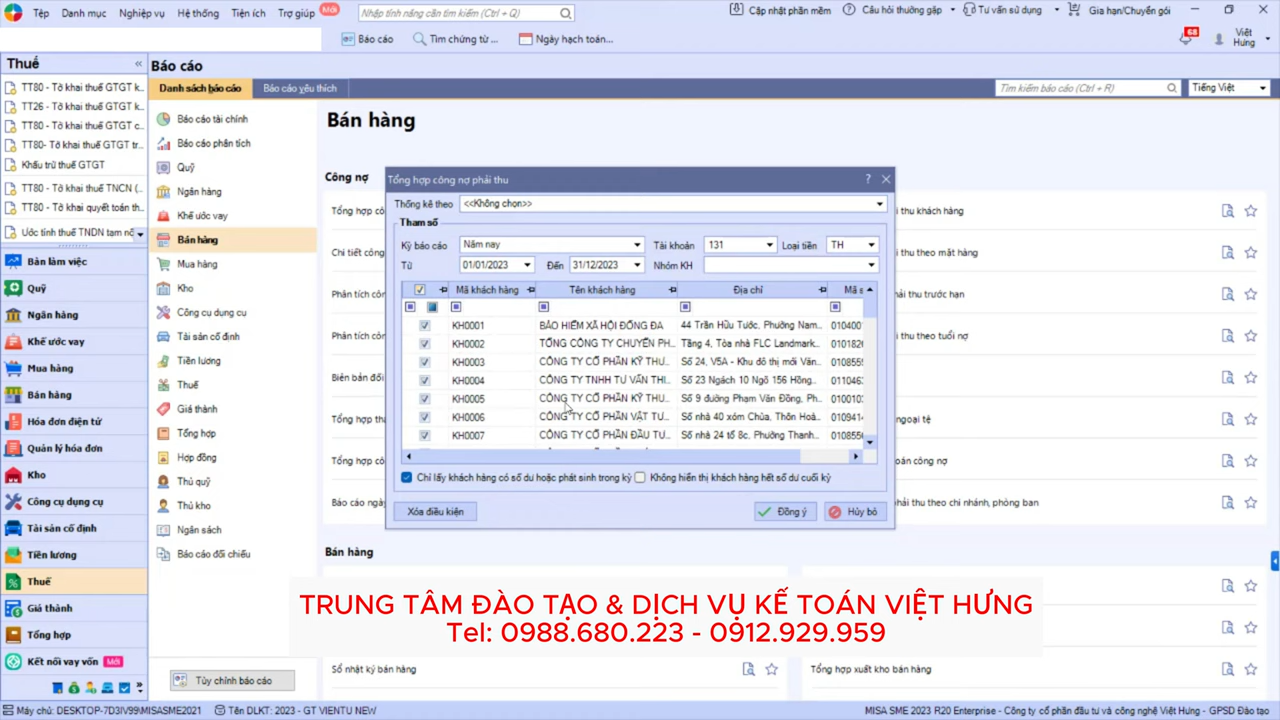 Tệp Danh mục Nghiệp vụ Hệ thống Tiện ích Trợ giúp Mới Nhập tính năng cần tìm kiếm (Ctrl + Q) Cập nhật phần mềm Câu hỏi thường gặp Tư vấn sử dụng Gia hạn/Chuyển gói
Báo cáo Tìm chứng từ ... Ngày hạch toán... 68 Việt Hưng
Thuế
TT80 - Tờ khai thuế GTGT k...
TT26 - Tờ khai thuế GTGT k...
TT80 - Tờ khai thuế GTGT c...
TT80- Tờ khai thuế GTGT tr...
Khấu trừ thuế GTGT
TT80 - Tờ khai thuế TNCN (...
TT80 - Tờ khai quyết toán th...
Ước tính thuế TNDN tạm nộ
Bàn làm việc
Quỹ
Ngân hàng
Khế ước vay
Mua hàng
Bán hàng
Hóa đơn điện tử
Quản lý hóa đơn
Kho
Công cụ dụng cụ
Tài sản cố định
Tiền lương
Thuế
Giá thành
Tổng hợp
Kết nối vay vốn Mới
Báo cáo
Danh sách báo cáo Báo cáo yêu thích Tìm kiếm báo cáo (Ctrl + R) Tiếng Việt
Báo cáo tài chính
Báo cáo phân tích
Quỹ
Ngân hàng
Khế ước vay
Bán hàng
Mua hàng
Kho
Công cụ dụng cụ
Tài sản cố định
Tiền lương
Thuế
Giá thành
Tổng hợp
Hợp đồng
Thủ quỹ
Thủ kho
Ngân sách
Báo cáo đối chiếu
Tùy chỉnh báo cáo
Bán hàng
Công nợ
Tổng hợp cô
Chi tiết công
Phân tích côn
Phân tích côn
Biên bản đối
Tổng hợp th
Tổng hợp cô
Báo cáo ngày
i thu khách hàng
i thu theo mặt hàng
ải thu trước hạn
ải thu theo tuổi nợ
goại tệ
oán công nợ
ải thu theo chi nhánh, phòng ban
Tổng hợp công nợ phải thu ?
Thống kê theo <<Không chọn>>
Tham số
Kỳ báo cáo Năm nay Tài khoản 131 Loại tiền TH
Từ 01/01/2023 Đến 31/12/2023 Nhóm KH
Mã khách hàng Tên khách hàng Địa chỉ Mã s
KH0001 BẢO HIỂM XÃ HỘI ĐỐNG ĐA 44 Trần Hữu Tước, Phường Nam... 010400
KH0002 TỔNG CÔNG TY CHUYỂN PH... Tầng 4, Tòa nhà FLC Landmark... 010182
KH0003 CÔNG TY CỔ PHẦN KỸ THU... Số 24, V5A - Khu đô thị mới Văn... 010855
KH0004 CÔNG TY TNHH TƯ VẤN THI... Số 23 Ngách 10 Ngõ 156 Hồng... 011046
KH0005 CÔNG TY CỔ PHẦN KỸ THU... Số 9 đường Phạm Văn Đồng, Ph... 010010
KH0006 CÔNG TY CỔ PHẦN VẬT TƯ... Số nhà 40 xóm Chùa, Thôn Hoà... 010941
KH0007 CÔNG TY CỔ PHẦN ĐẦU TƯ... Số nhà 24 tổ 8c, Phường Thanh... 010855
Chỉ lấy khách hàng có số dư hoặc phát sinh trong kỳ Không hiển thị khách hàng hết số dư cuối kỳ
Xóa điều kiện Đồng ý Hủy bỏ
Bán hàng
TRUNG TÂM ĐÀO TẠO & DỊCH VỤ KẾ TOÁN VIỆT HƯNG
Tel: 0988.680.223 - 0912.929.959
Sổ nhật ký bán hàng Tổng hợp xuất kho bán hàng
Máy chủ: DESKTOP-7D3IV99\MISASME2021 Tên DLKT: 2023 - GT VIENTU NEW MISA SME 2023 R20 Enterprise - Công ty cổ phần đầu tư và công nghệ Việt Hưng - GPSD Đào tạo